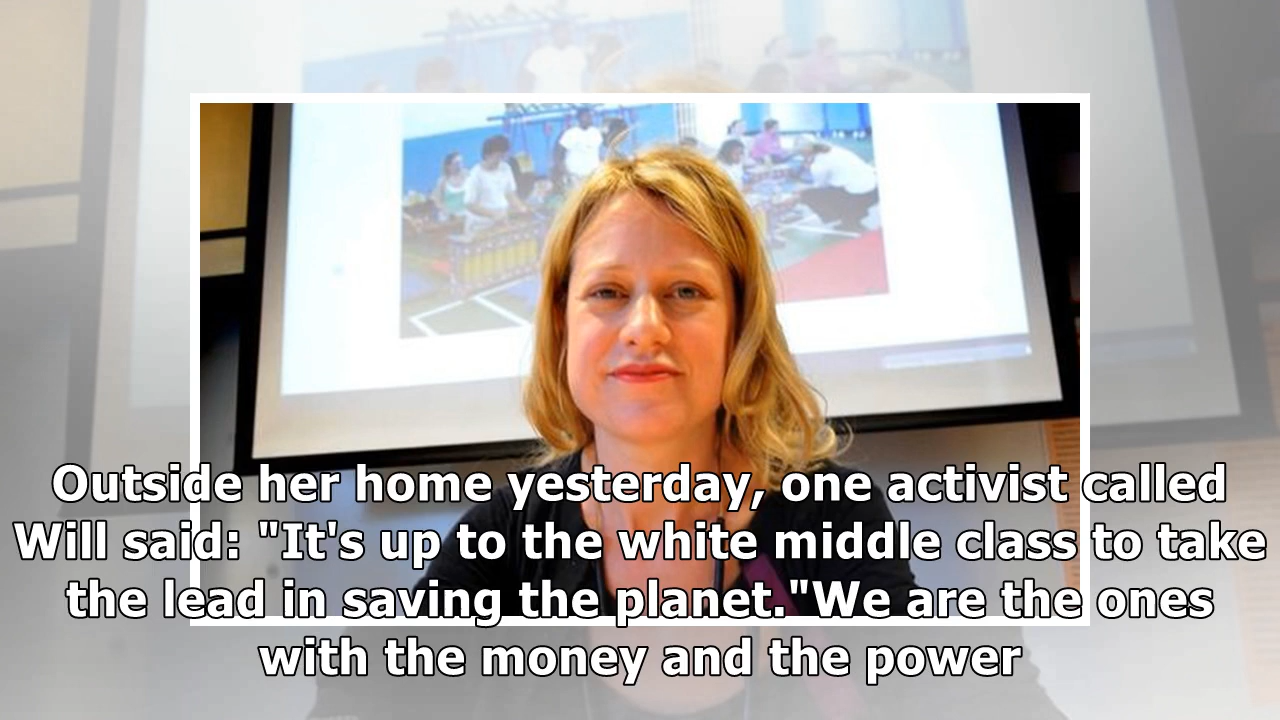 Outside her home yesterday, one activist called
Will said: "It's up to the white middle class to take
the lead in saving the planet."We are the ones
with the money and the power